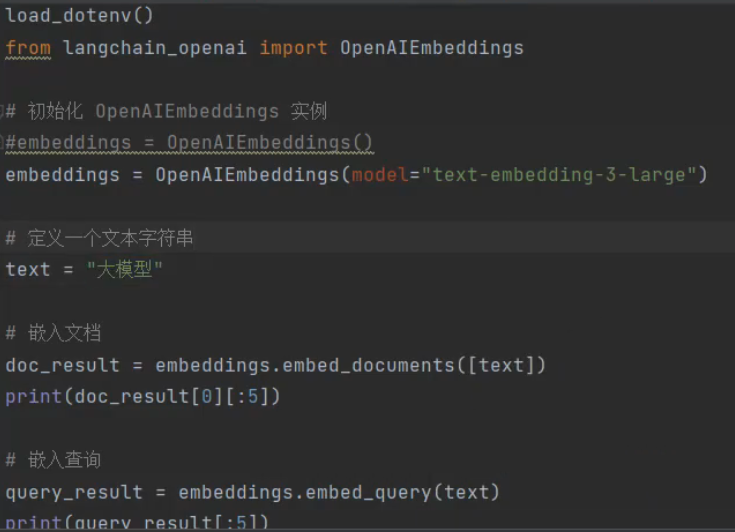 load_dotenv()
from langchain_openai import OpenAIEmbeddings
# 初始化 OpenAIEmbeddings 实例
#embeddings = OpenAIEmbeddings()
embeddings = OpenAIEmbeddings(model="text-embedding-3-large")
# 定义一个文本字符串
text = "大模型"
# 嵌入文档
doc_result = embeddings.embed_documents([text])
print(doc_result[0][:5])
# 嵌入查询
query_result = embeddings.embed_query(text)
print(query_result[:5])